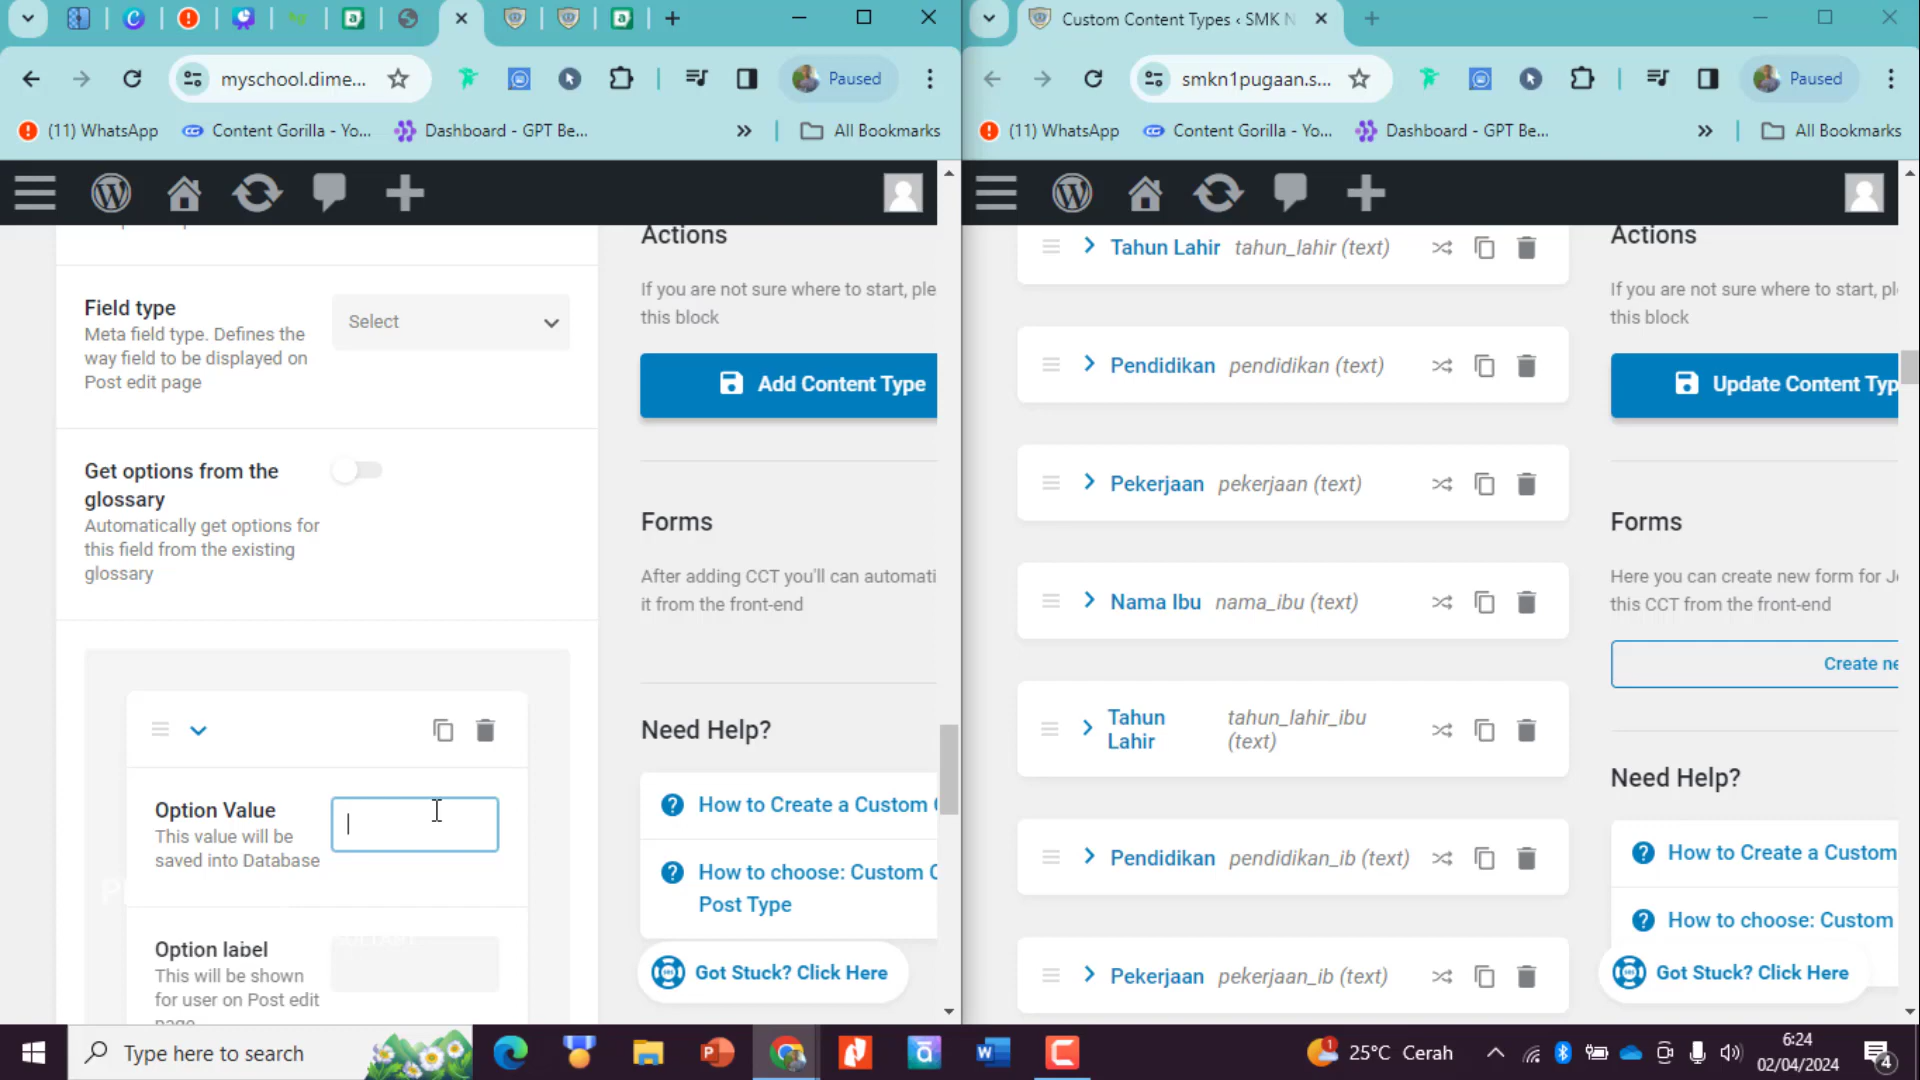 Custom Content Types ‹ SMK N
myschool.dime...
Paused
smkn1pugaan.s...
Paused
(11) WhatsApp
Content Gorilla - Yo...
Dashboard - GPT Be...
All Bookmarks
(11) WhatsApp
Content Gorilla - Yo...
Dashboard - GPT Be...
All Bookmarks
Field type
Meta field type. Defines the
way field to be displayed on
Post edit page
Select
Get options from the
glossary
Automatically get options for
this field from the existing
glossary
Option Value
This value will be
saved into Database
Option label
This will be shown
for user on Post edit
page
Actions
If you are not sure where to start, ple
this block
Add Content Type
Forms
After adding CCT you'll can automati
it from the front-end
Need Help?
How to Create a Custom C
How to choose: Custom C
Post Type
Got Stuck? Click Here
Tahun Lahir tahun_lahir (text)
Pendidikan pendidikan (text)
Pekerjaan pekerjaan (text)
Nama Ibu nama_ibu (text)
Tahun
Lahir
tahun_lahir_ibu
(text)
Pendidikan pendidikan_ib (text)
Pekerjaan pekerjaan_ib (text)
Actions
If you are not sure where to start, pl
this block
Update Content Typ
Forms
Here you can create new form for Je
this CCT from the front-end
Create ne
Need Help?
How to Create a Custom
How to choose: Custom
Got Stuck? Click Here
Type here to search
1
25°C Cerah
6:24
02/04/2024
4